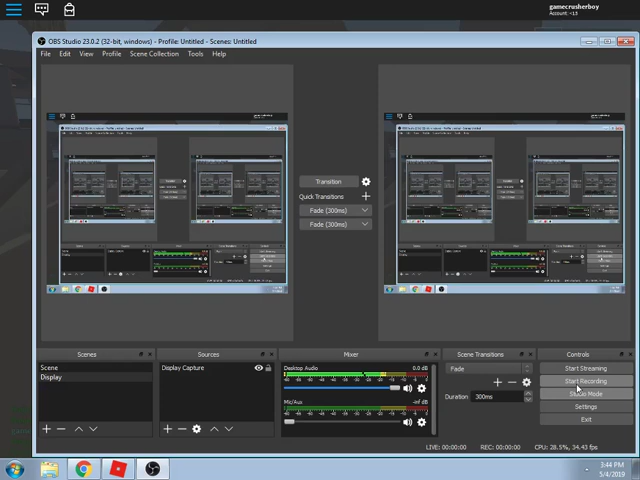 gamecrusherboy
Account: <13
OBS Studio 23.0.2 (32-bit, windows) - Profile: Untitled - Scenes: Untitled
File Edit View Profile Scene Collection Tools Help
Transition
Quick Transitions
Fade (300ms)
Fade (300ms)
Scenes Sources Mixer Scene Transitions Controls
Scene
Display
Display Capture
Desktop Audio 0.0 dB
Mic/Aux -inf dB
Fade
Duration 300ms
Start Streaming
Start Recording
Studio Mode
Settings
Exit
LIVE: 00:00:00 REC: 00:00:00 CPU: 28.5%, 34.43 fps
3:44 PM
5/4/2019